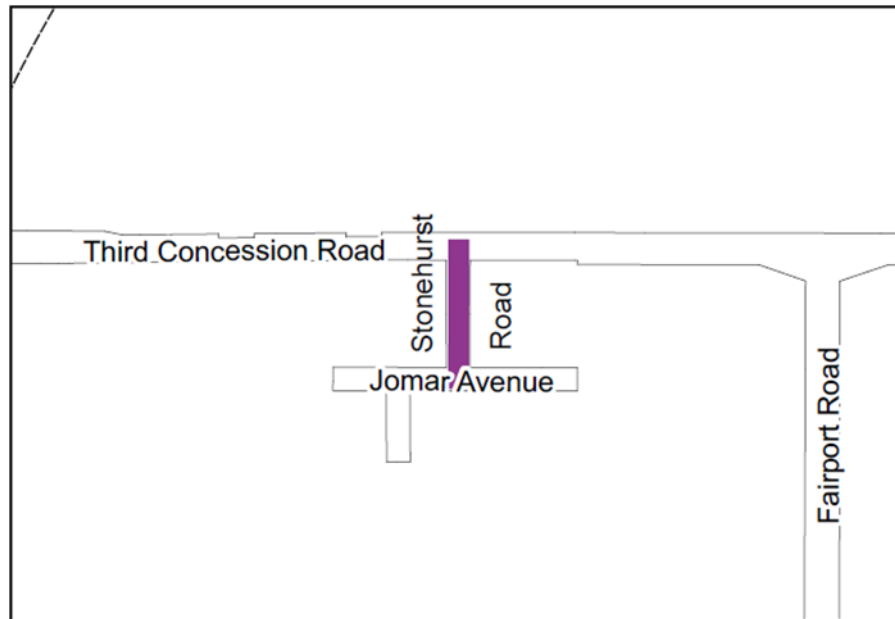 Third Concession Road
Stonehurst
Road
Jomar Avenue
Fairport Road